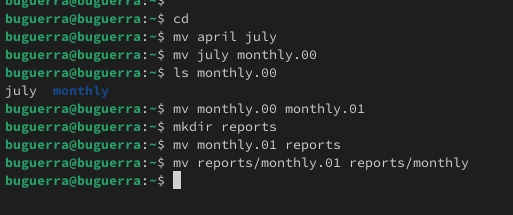 buguerra@buguerra:~$
buguerra@buguerra:~$ cd
buguerra@buguerra:~$ mv april july
buguerra@buguerra:~$ mv july monthly.00
buguerra@buguerra:~$ ls monthly.00
july  monthly
buguerra@buguerra:~$ mv monthly.00 monthly.01
buguerra@buguerra:~$ mkdir reports
buguerra@buguerra:~$ mv monthly.01 reports
buguerra@buguerra:~$ mv reports/monthly.01 reports/monthly
buguerra@buguerra:~$